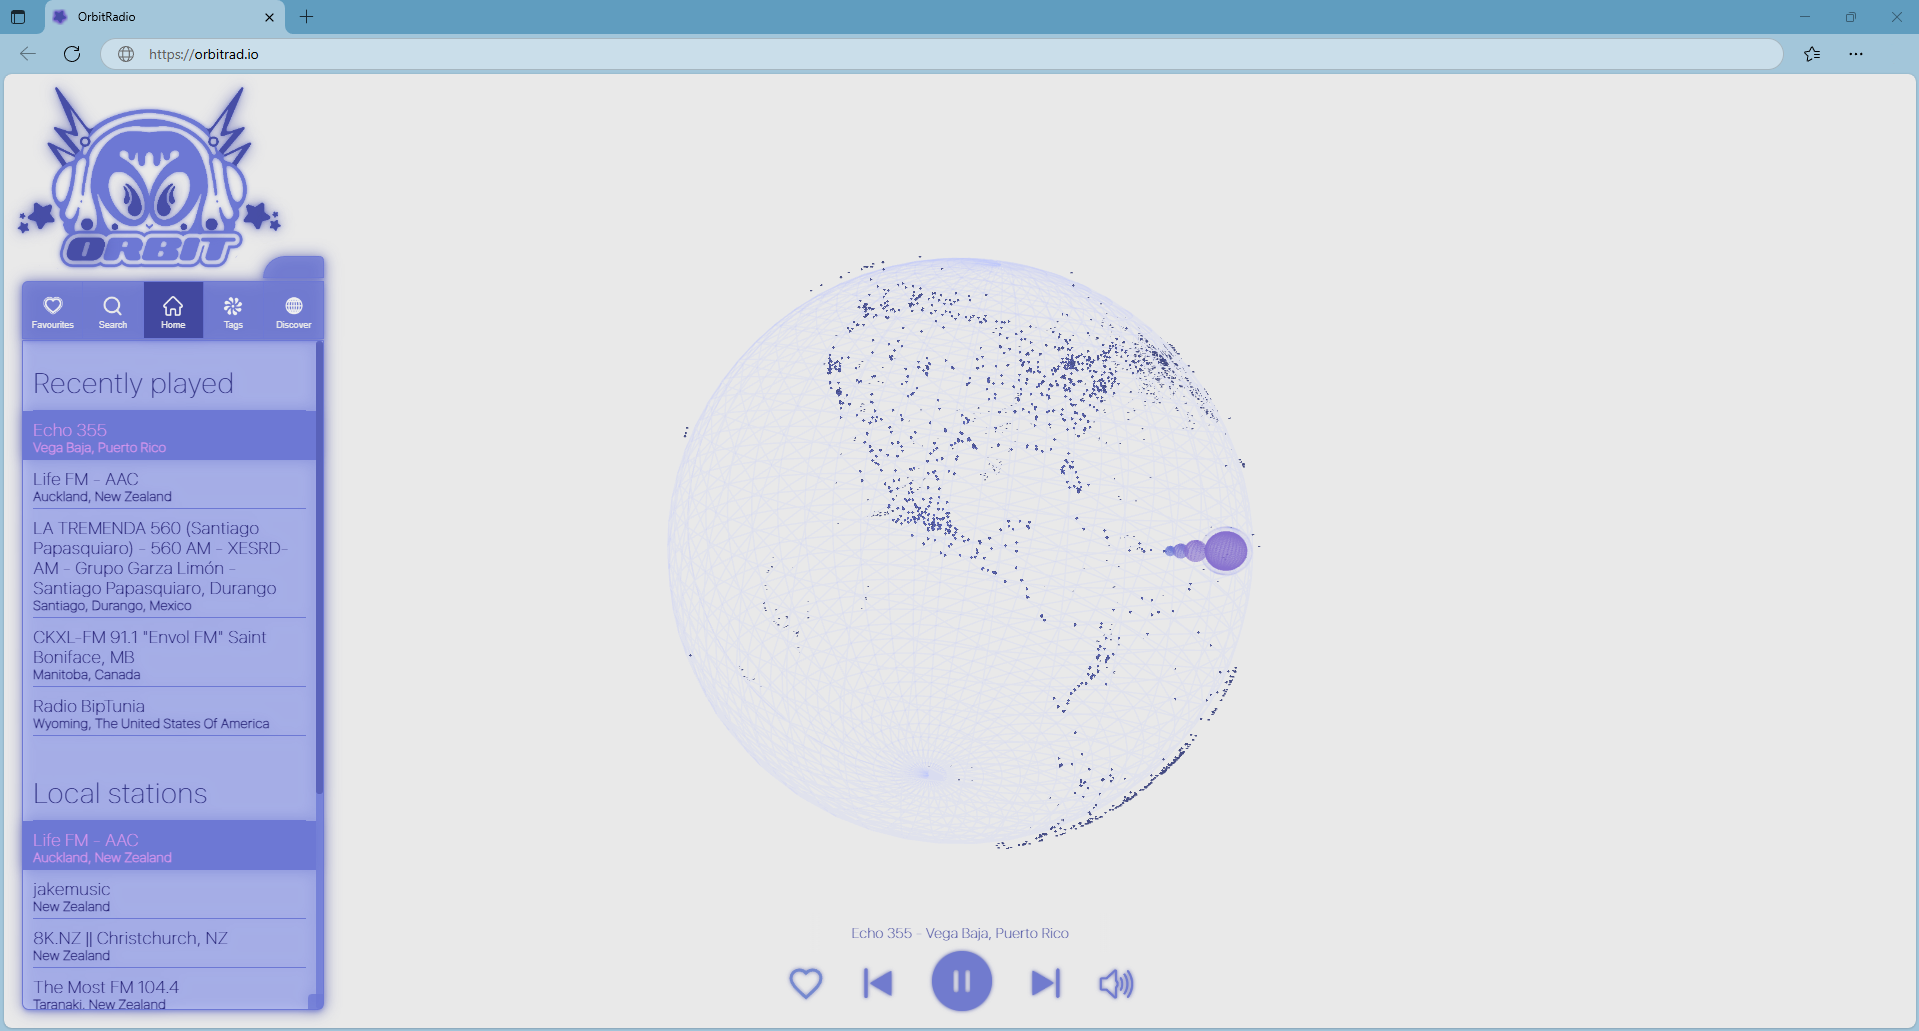 OrbitRadio
https://orbitrad.io
ORBIT
Favourites
Search
Home
Tags
Discover
Recently played
Echo 355
Vega Baja, Puerto Rico
Life FM - AAC
Auckland, New Zealand
LA TREMENDA 560 (Santiago
Papasquiaro) - 560 AM - XESRD-
AM - Grupo Garza Limón -
Santiago Papasquiaro, Durango
Santiago, Durango, Mexico
CKXL-FM 91.1 "Envol FM" Saint
Boniface, MB
Manitoba, Canada
Radio BipTunia
Wyoming, The United States Of America
Local stations
Life FM - AAC
Auckland, New Zealand
jakemusic
New Zealand
8K.NZ || Christchurch, NZ
New Zealand
The Most FM 104.4
Taranaki, New Zealand
Echo 355 - Vega Baja, Puerto Rico